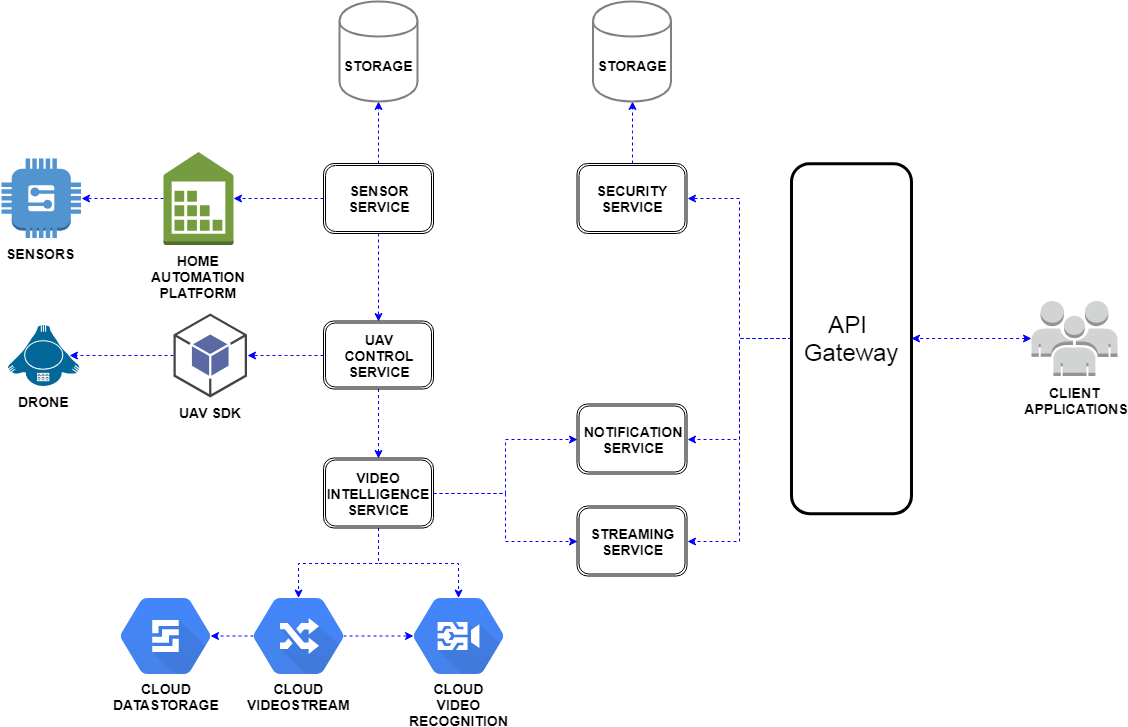 STORAGE
STORAGE
SENSOR
SERVICE
SECURITY
SERVICE
SENSORS
HOME
AUTOMATION
PLATFORM
API
Gateway
UAV
CONTROL
SERVICE
DRONE
UAV SDK
CLIENT
APPLICATIONS
NOTIFICATION
SERVICE
VIDEO
INTELLIGENCE
SERVICE
STREAMING
SERVICE
CLOUD
DATASTORAGE
CLOUD
VIDEOSTREAM
CLOUD
VIDEO
RECOGNITION